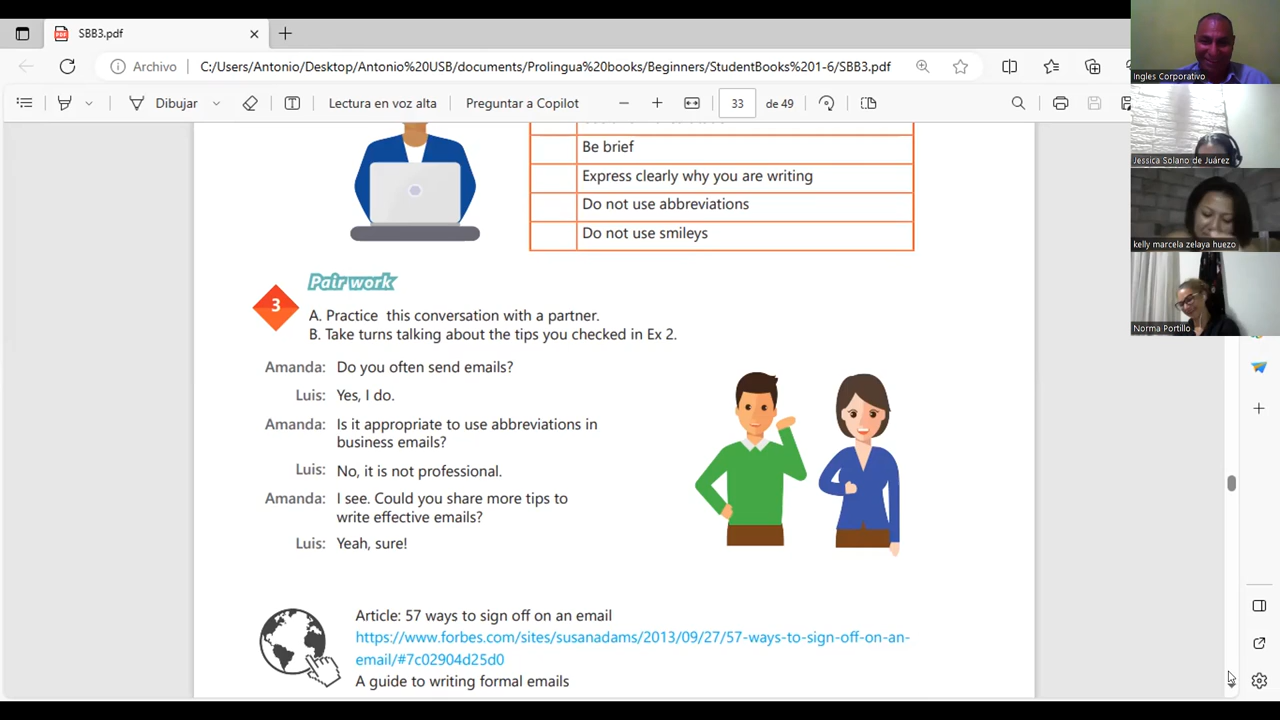 SBB3.pdf
Archivo C:/Users/Antonio/Desktop/Antonio%20USB/documents/Prolingua%20books/Beginners/StudentBooks%201-6/SBB3.pdf
Dibujar Lectura en voz alta Preguntar a Copilot 33 de 49
Be brief
Express clearly why you are writing
Do not use abbreviations
Do not use smileys
Pair work
3
A. Practice this conversation with a partner.
B. Take turns talking about the tips you checked in Ex 2.
Amanda: Do you often send emails?
Luis: Yes, I do.
Amanda: Is it appropriate to use abbreviations in
business emails?
Luis: No, it is not professional.
Amanda: I see. Could you share more tips to
write effective emails?
Luis: Yeah, sure!
Article: 57 ways to sign off on an email
https://www.forbes.com/sites/susanadams/2013/09/27/57-ways-to-sign-off-on-an-
email/#7c02904d25d0
A guide to writing formal emails
Ingles Corporativo
Jessica Solano de Juárez
kelly marcela zelaya huezo
Norma Portillo